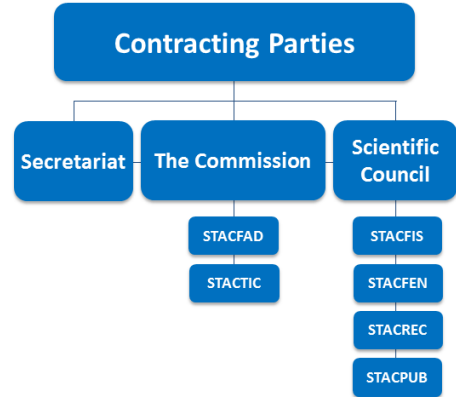 Contracting Parties
Secretariat
The Commission
Scientific
Council
STACFAD
STACTIC
STACFIS
STACFEN
STACREC
STACPUB